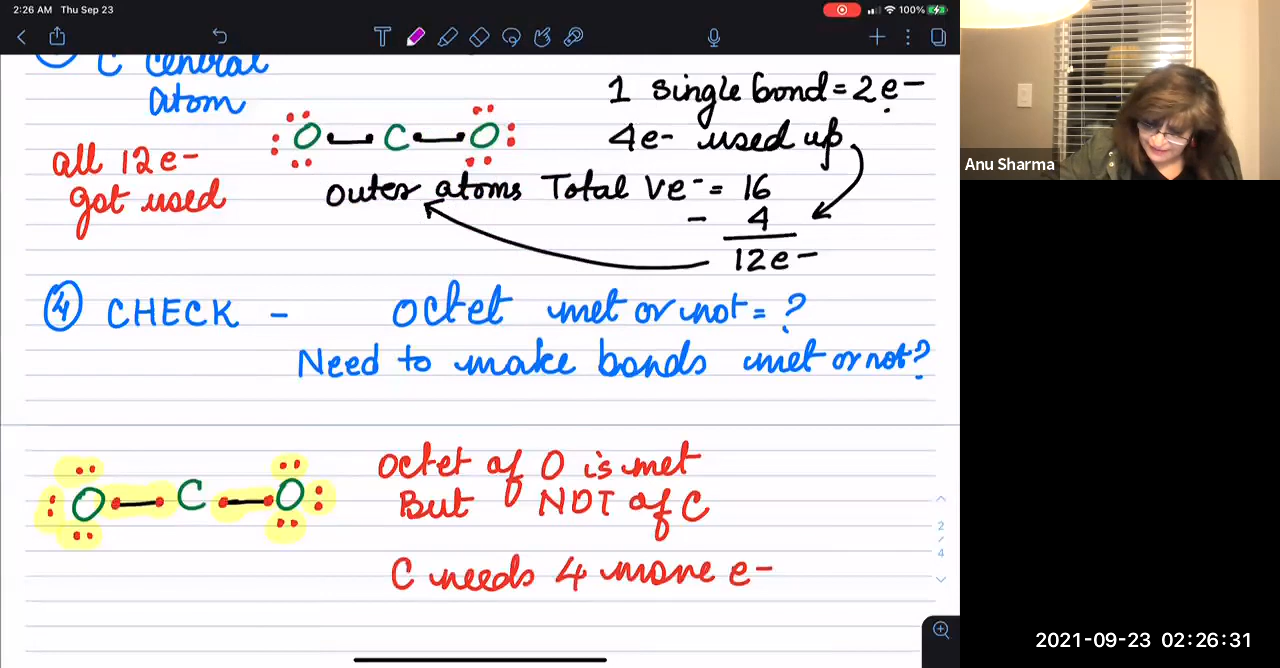 2:26 AM Thu Sep 23
100%
C Central
atom
1 single bond = 2e-
4e- used up
:O — C — O:
all 12e-
got used
outer atoms Total Ve- = 16
- 4
12e-
④ CHECK - Octet met or not = ?
Need to make bonds met or not?
:O — C — O:
Octet of O is met
But NOT of C
C needs 4 more e-
2
/
4
Anu Sharma
2021-09-23 02:26:31